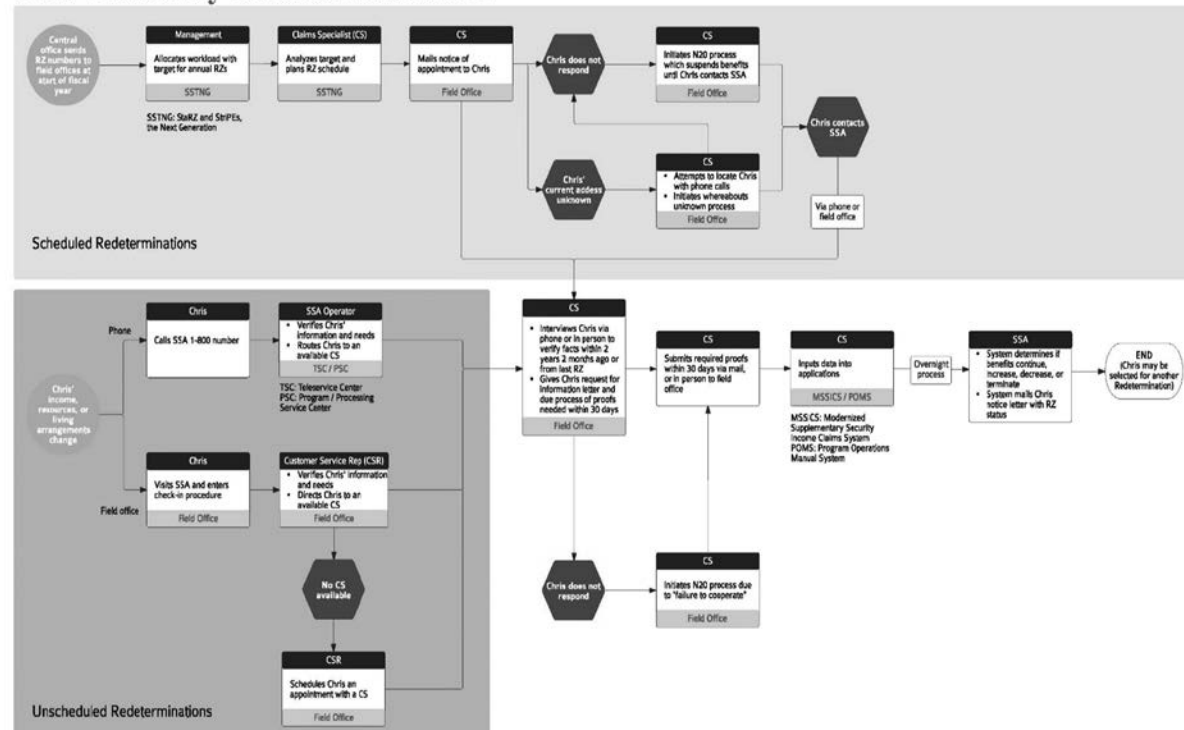 Central
office sends
RZ numbers to
field offices at
start of fiscal
year
Management
Allocates workload with
target for annual RZs
SSTNG
SSTNG: StaRZ and StriPEs,
the Next Generation
Claims Specialist (CS)
Analyzes target and
plans RZ schedule
SSTNG
CS
Mails notice of
appointment to Chris
Field Office
Chris does not
respond
CS
Initiates N20 process
which suspends benefits
until Chris contacts SSA
Field Office
Chris'
current addess
unknown
CS
• Attempts to locate Chris
with phone calls
• Initiates whereabouts
unknown process
Field Office
Chris contacts
SSA
Via phone or
field office
Scheduled Redeterminations
Chris'
income,
resources, or
living
arrangements
change
Phone
Chris
Calls SSA 1-800 number
SSA Operator
• Verifies Chris'
information and needs
• Routes Chris to an
available CS
TSC / PSC
TSC: Teleservice Center
PSC: Program / Processing
Service Center
Field office
Chris
Visits SSA and enters
check-in procedure
Field Office
Customer Service Rep (CSR)
• Verifies Chris' information
and needs
• Directs Chris to an
available CS
Field Office
No CS
available
CSR
Schedules Chris an
appointment with a CS
Field Office
Unscheduled Redeterminations
CS
• Interviews Chris via
phone or in person to
verify facts within 2
years 2 months ago or
from last RZ
• Gives Chris request for
information letter and
due process of proofs
needed within 30 days
Field Office
CS
Submits required proofs
within 30 days via mail,
or in person to field
office
CS
Inputs data into
applications
MSSICS / POMS
MSSICS: Modernized
Supplementary Security
Income Claims System
POMS: Program Operations
Manual System
Overnight
process
SSA
• System determines if
benefits continue,
increase, decrease, or
terminate
• System mails Chris
notice letter with RZ
status
END
(Chris may be
selected for another
Redetermination)
Chris does not
respond
CS
Initiates N20 process due
to "failure to cooperate"
Field Office